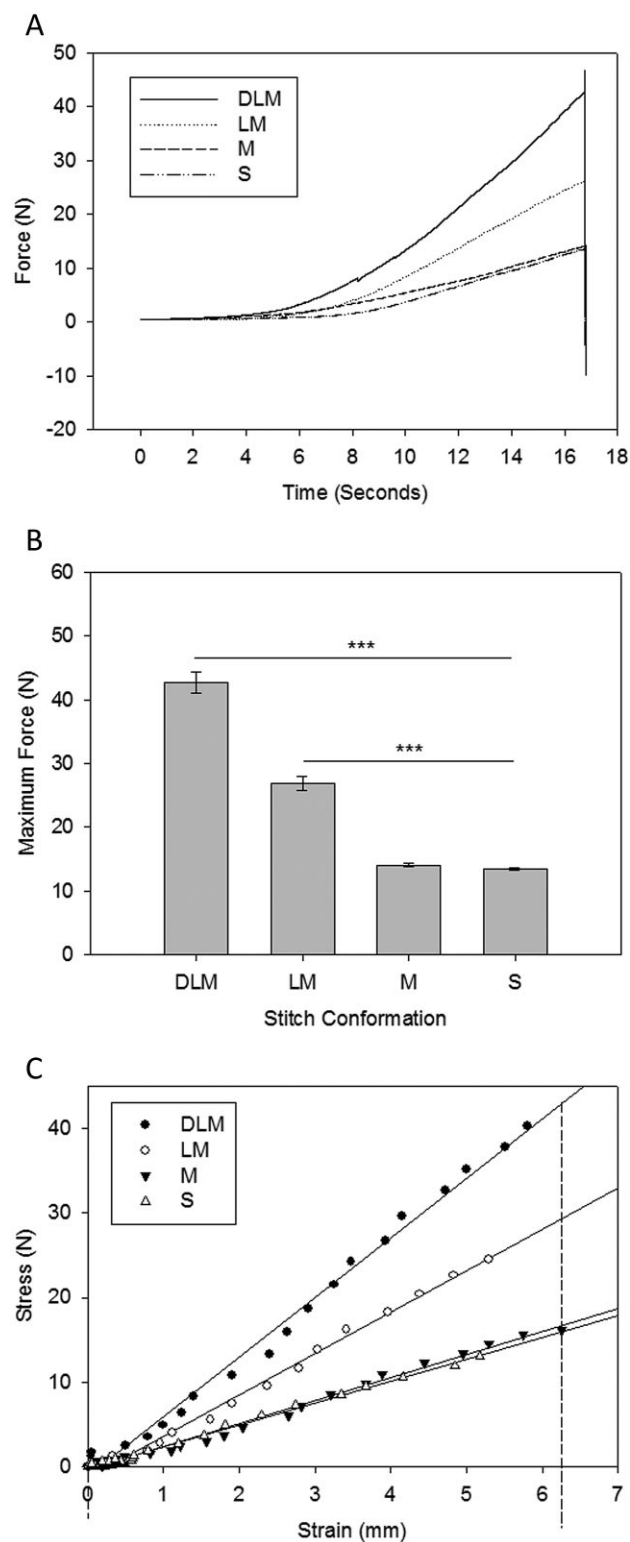 A
50
40
30
20
10
0
-10
-20
Force (N)
DLM
LM
M
S
0 2 4 6 8 10 12 14 16 18
Time (Seconds)
B
60
50
40
30
20
10
0
Maximum Force (N)
***
***
DLM LM M S
Stitch Conformation
C
40
30
20
10
0
Stress (N)
DLM
LM
M
S
0 1 2 3 4 5 6 7
Strain (mm)